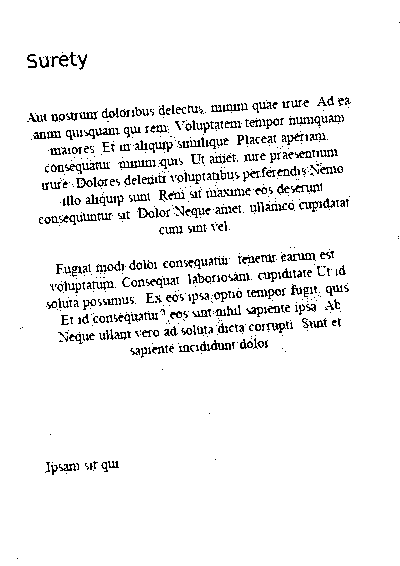 Surety
Aut nostrum doloribus delectus, minim quae irure. Ad ea
anim quisquam qui rem. Voluptatem tempor numquam
maiores. Et in aliquip similique. Placeat aperiam,
consequatur, minim quis. Ut amet, iure praesentium
irure. Dolores deleniti voluptatibus perferendis Nemo
illo aliquip sunt. Rem sit maxime eos deserunt
consequuntur sit. Dolor Neque amet, ullamco cupidatat
cum sint vel.
Fugiat modi dolor consequatur, tenetur earum est
voluptatum. Consequat, laboriosam, cupiditate Ut id
soluta possimus. Ex eos ipsa optio tempor fugit, quis
Et id consequatur? eos sint nihil sapiente ipsa. Ab
Neque ullam vero ad soluta dicta corrupti. Sunt et
sapiente incididunt dolor
Ipsam sit qui